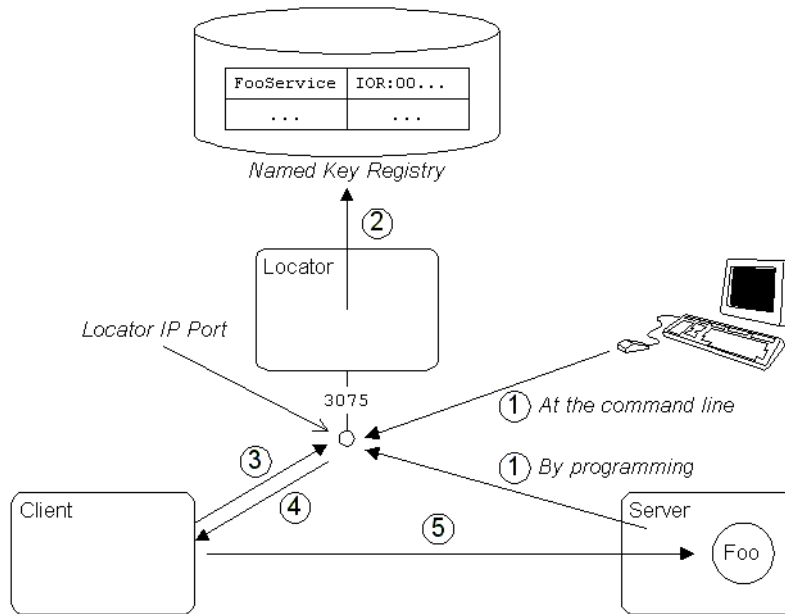 FooService IOR:00...
... ...
Named Key Registry
2
Locator
Locator IP Port
3075
1 At the command line
1 By programming
3
4
Client
5
Server
Foo